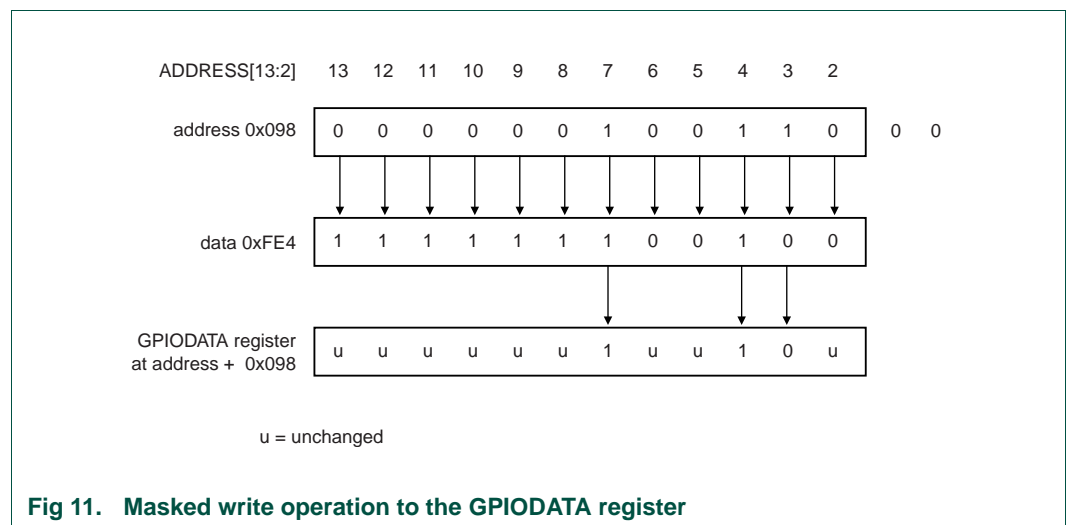 ADDRESS[13:2] 13 12 11 10 9 8 7 6 5 4 3 2
address 0x098 0 0 0 0 0 0 1 0 0 1 1 0 0 0
data 0xFE4 1 1 1 1 1 1 1 0 0 1 0 0
GPIODATA register
at address + 0x098
u u u u u u 1 u u 1 0 u
u = unchanged
Fig 11. Masked write operation to the GPIODATA register